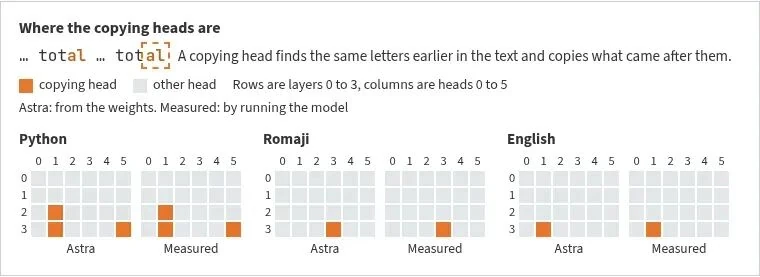 Where the copying heads are
… total … total A copying head finds the same letters earlier in the text and copies what came after them.
copying head other head Rows are layers 0 to 3, columns are heads 0 to 5
Astra: from the weights. Measured: by running the model
Python Romaji English
0 1 2 3 4 5 0 1 2 3 4 5 0 1 2 3 4 5 0 1 2 3 4 5 0 1 2 3 4 5 0 1 2 3 4 5
0 0 0
1 1 1
2 2 2
3 3 3
Astra Measured Astra Measured Astra Measured